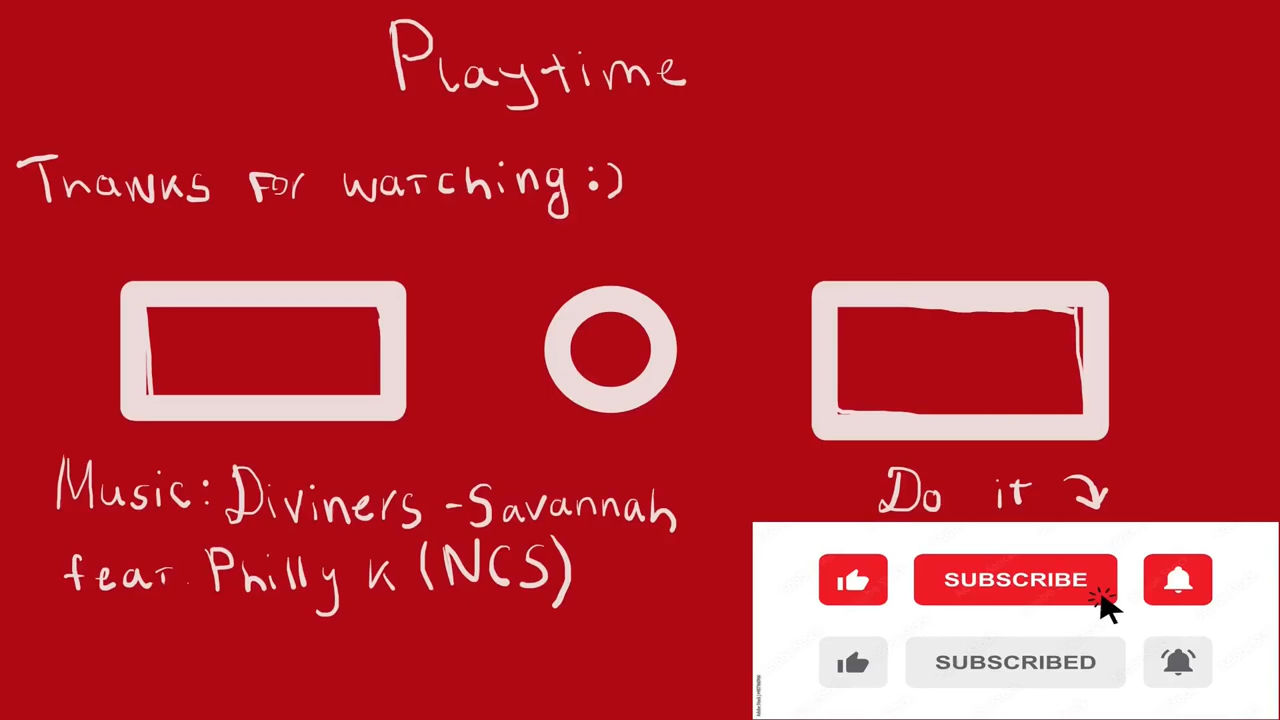 Playtime
Thanks for watching :)
Music: Diviners - Savannah
feat. Philly K (NCS)
Do it
SUBSCRIBE
SUBSCRIBED